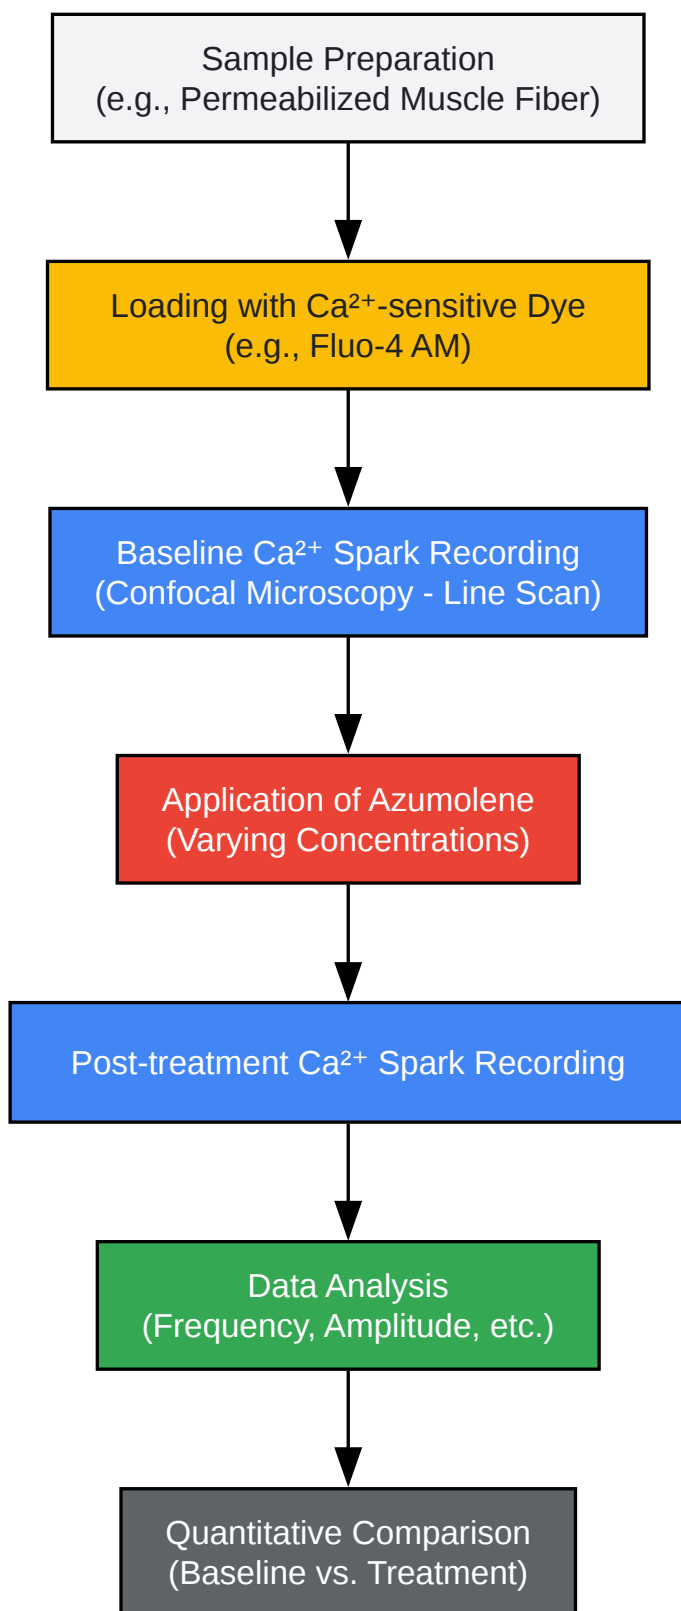 Sample Preparation
(e.g., Permeabilized Muscle Fiber)
Loading with Ca²⁺-sensitive Dye
(e.g., Fluo-4 AM)
Baseline Ca²⁺ Spark Recording
(Confocal Microscopy - Line Scan)
Application of Azumolene
(Varying Concentrations)
Post-treatment Ca²⁺ Spark Recording
Data Analysis
(Frequency, Amplitude, etc.)
Quantitative Comparison
(Baseline vs. Treatment)